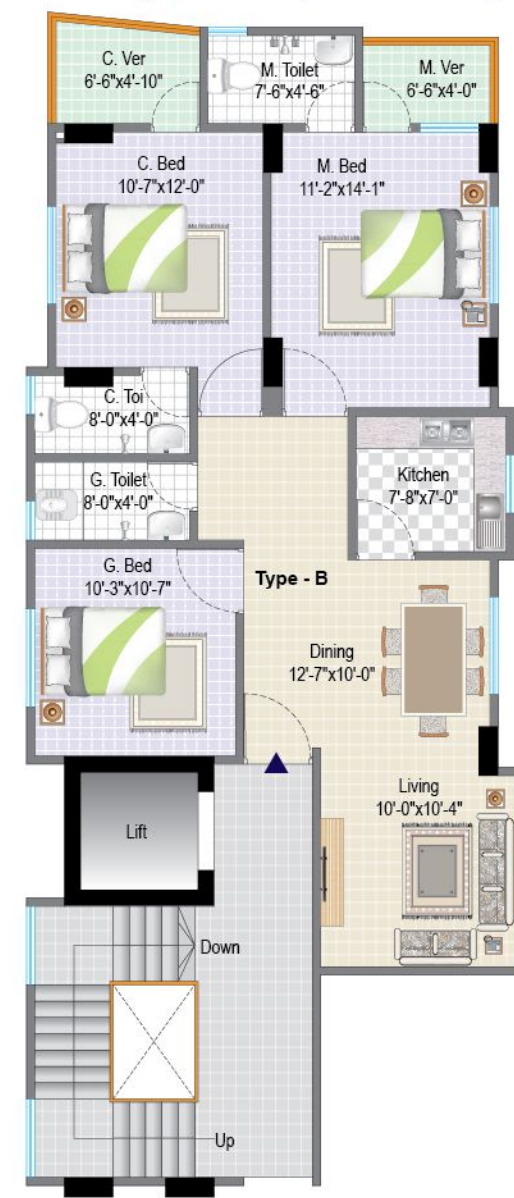 C. Ver
6'-6"x4'-10"
M. Toilet
7'-6"x4'-6"
M. Ver
6'-6"x4'-0"
C. Bed
10'-7"x12'-0"
M. Bed
11'-2"x14'-1"
C. Toi
8'-0"x4'-0"
G. Toilet
8'-0"x4'-0"
Kitchen
7'-8"x7'-0"
G. Bed
10'-3"x10'-7"
Type - B
Dining
12'-7"x10'-0"
Living
10'-0"x10'-4"
Lift
Down
Up